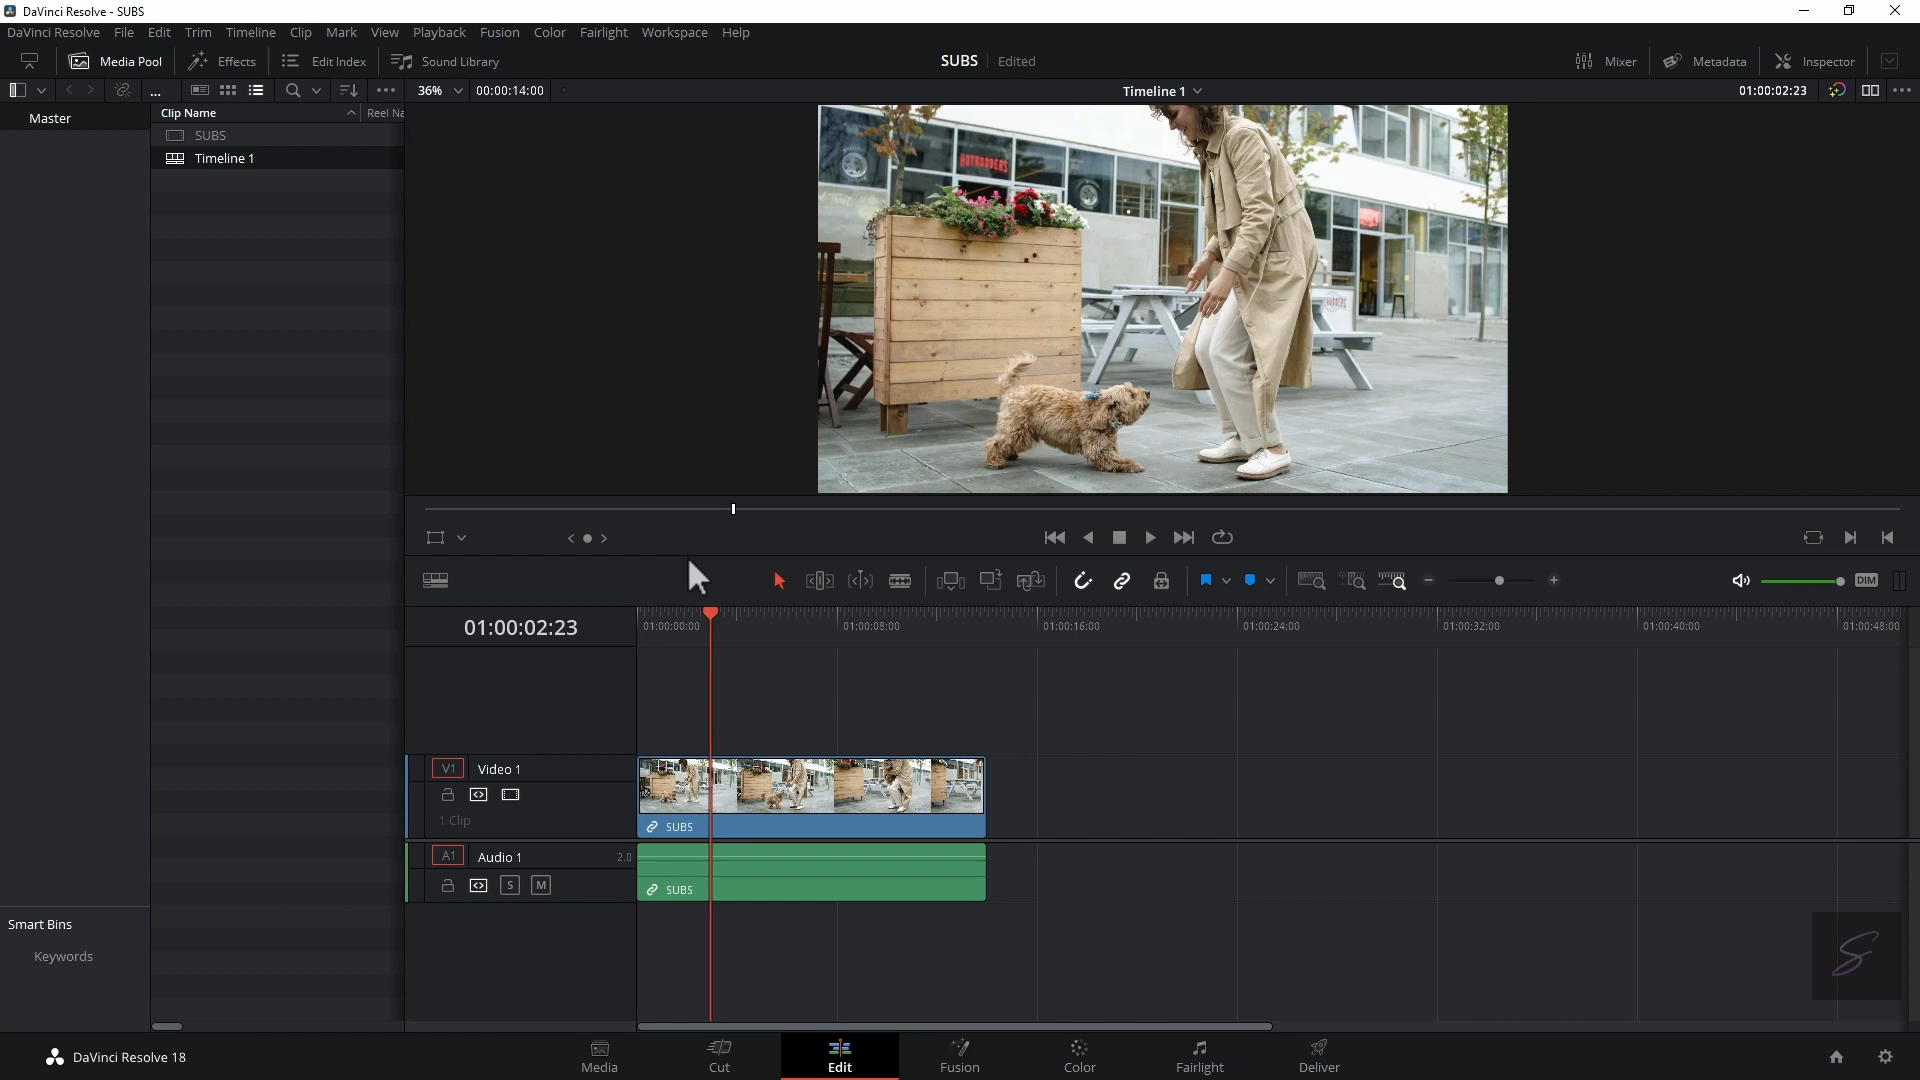 DaVinci Resolve - SUBS
DaVinci Resolve File Edit Trim Timeline Clip Mark View Playback Fusion Color Fairlight Workspace Help
Media Pool Effects Edit Index Sound Library SUBS Edited Mixer Metadata Inspector
... 36% 00:00:14:00 Timeline 1 01:00:02:23
Master
Clip Name Reel Na
SUBS
Timeline 1
HOTRODDERS
01:00:02:23
01:00:00:00 01:00:08:00 01:00:16:00 01:00:24:00 01:00:32:00 01:00:40:00 01:00:48:00
DIM
V1 Video 1
1 Clip
SUBS
A1 Audio 1 2.0
S M
SUBS
Smart Bins
Keywords
DaVinci Resolve 18
Media Cut Edit Fusion Color Fairlight Deliver